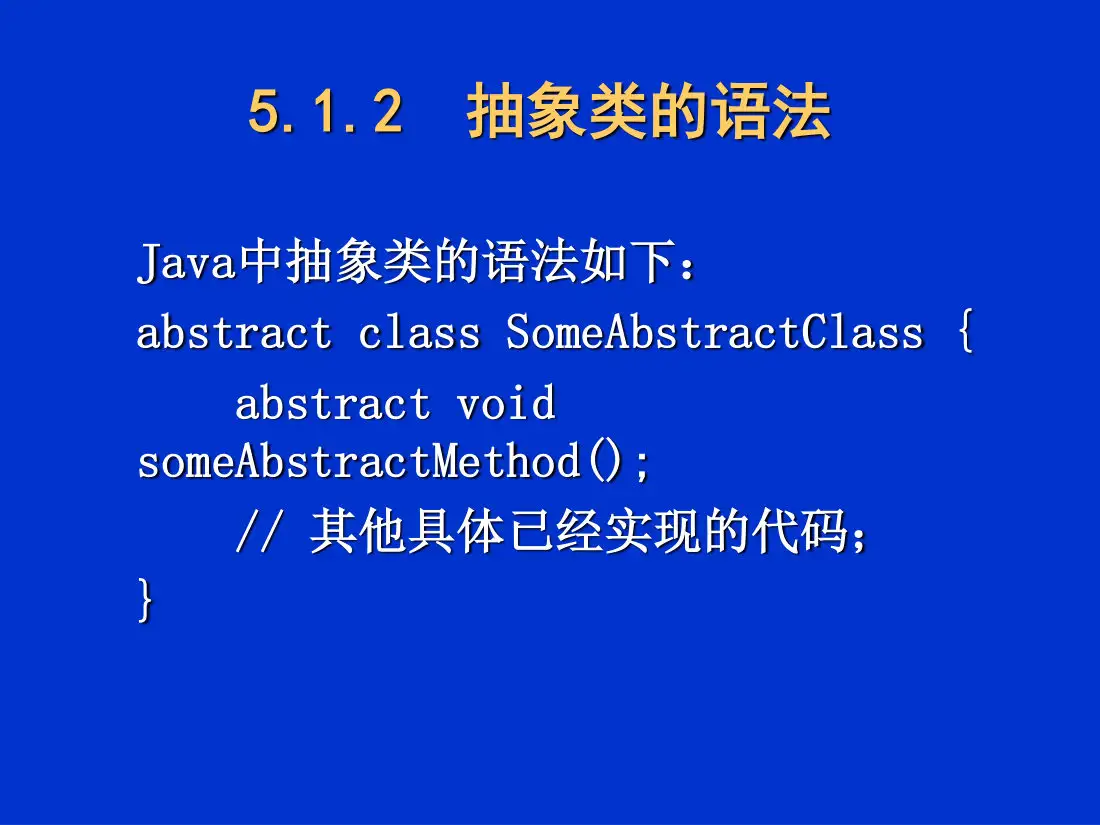 5.1.2 抽象类的语法
Java中抽象类的语法如下：
abstract class SomeAbstractClass {
    abstract void
someAbstractMethod();
    // 其他具体已经实现的代码；
}